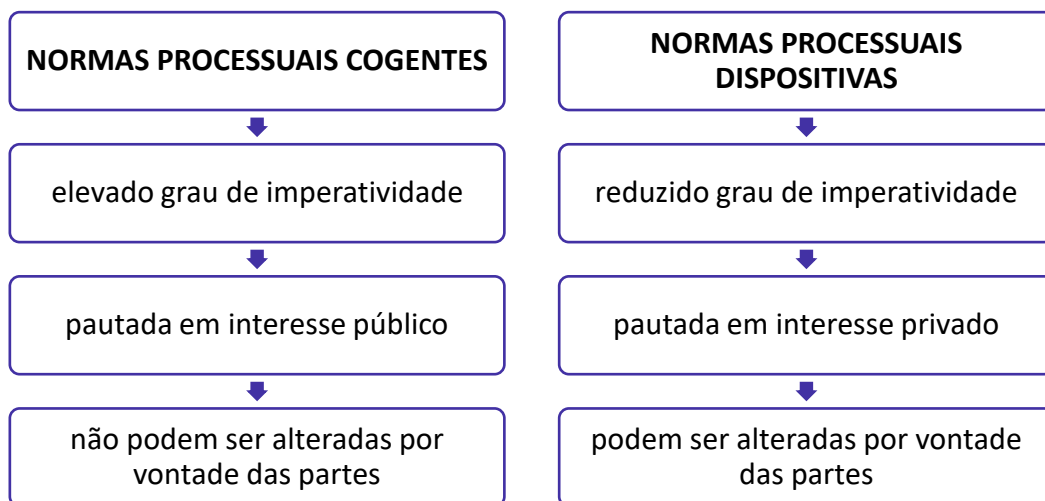 NORMAS PROCESSUAIS COGENTES
elevado grau de imperatividade
pautada em interesse público
não podem ser alteradas por
vontade das partes
NORMAS PROCESSUAIS
DISPOSITIVAS
reduzido grau de imperatividade
pautada em interesse privado
podem ser alteradas por vontade
das partes